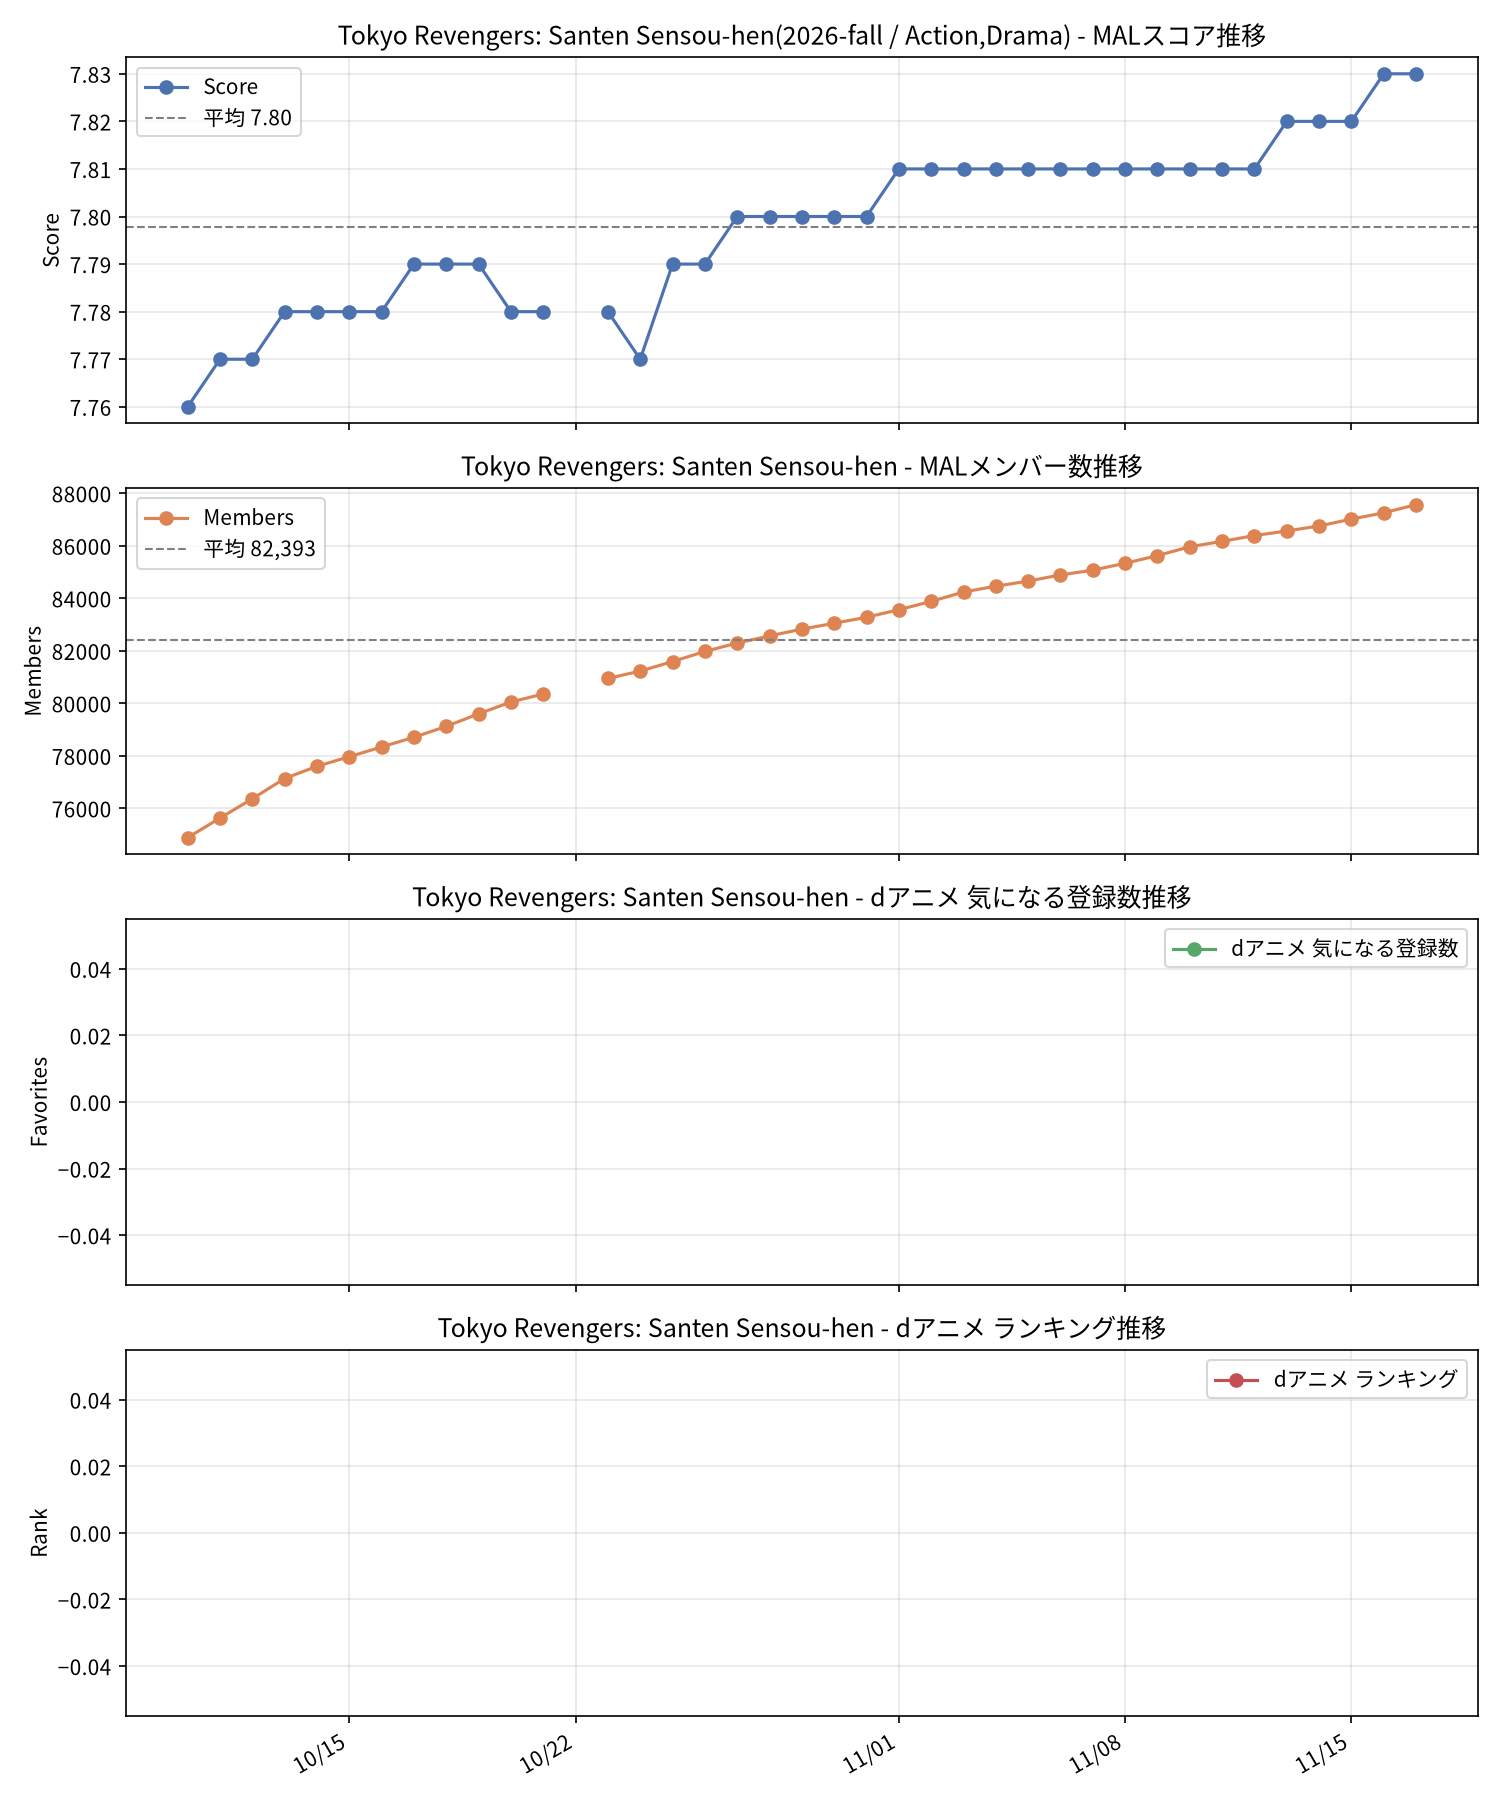 Tokyo Revengers: Santen Sensou-hen(2026-fall / Action,Drama) - MALスコア推移
Score
平均 7.80
7.83
7.82
7.81
7.80
7.79
7.78
7.77
7.76
Score
Tokyo Revengers: Santen Sensou-hen - MALメンバー数推移
Members
平均 82,393
88000
86000
84000
82000
80000
78000
76000
Members
Tokyo Revengers: Santen Sensou-hen - dアニメ 気になる登録数推移
dアニメ 気になる登録数
0.04
0.02
0.00
−0.02
−0.04
Favorites
Tokyo Revengers: Santen Sensou-hen - dアニメ ランキング推移
dアニメ ランキング
0.04
0.02
0.00
−0.02
−0.04
Rank
10/15
10/22
11/01
11/08
11/15